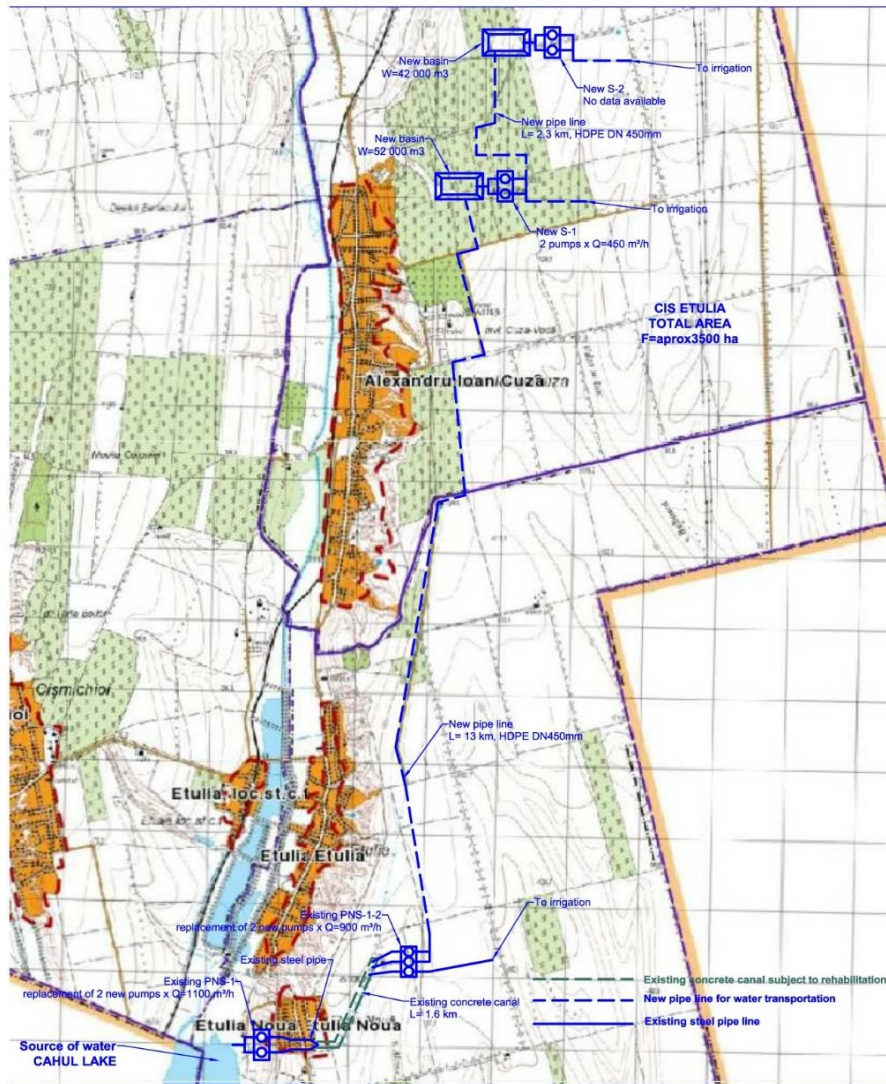 New basin
W=42 000 m3
To irrigation
New S-2
No data available
New pipe line
L= 2.3 km, HDPE DN 450mm
New basin
W=52 000 m3
To irrigation
New S-1
2 pumps x Q=450 m³/h
CIS ETULIA
TOTAL AREA
F=aprox3500 ha
Alexandru Ioan Cuza
Cişmichioi
New pipe line
L= 13 km, HDPE DN450mm
Etulia loc.st.c.f
Etulia loc.st.c.f
Etulia Etulia
Existing PNS-1-2
replacement of 2 new pumps x Q=900 m³/h
To irrigation
Existing steel pipe
Existing PNS-1
replacement of 2 new pumps x Q=1100 m³/h
Existing concrete canal
L= 1.6 km
Etulia Noua Etulia Noua
Source of water
CAHUL LAKE
Existing concrete canal subject to rehabilitation
New pipe line for water transportation
Existing steel pipe line